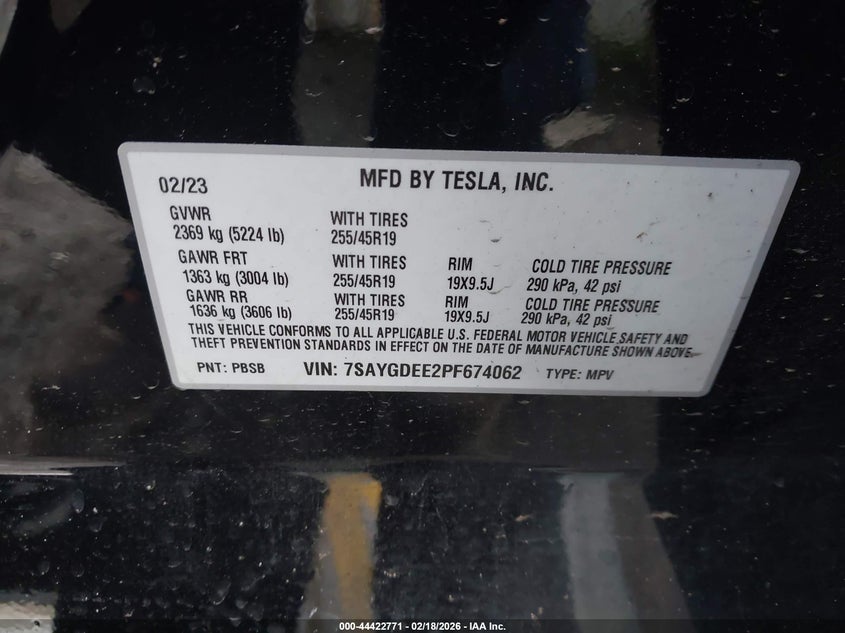 02/23 MFD BY TESLA, INC.
GVWR WITH TIRES
2369 kg (5224 lb) 255/45R19
GAWR FRT WITH TIRES RIM COLD TIRE PRESSURE
1363 kg (3004 lb) 255/45R19 19X9.5J 290 kPa, 42 psi
GAWR RR WITH TIRES RIM COLD TIRE PRESSURE
1636 kg (3606 lb) 255/45R19 19X9.5J 290 kPa, 42 psi
THIS VEHICLE CONFORMS TO ALL APPLICABLE U.S. FEDERAL MOTOR VEHICLE SAFETY AND
THEFT PREVENTION STANDARDS IN EFFECT ON THE DATE OF MANUFACTURE SHOWN ABOVE.
PNT: PBSB VIN: 7SAYGDEE2PF674062 TYPE: MPV
000-44422771 - 02/18/2026 - IAA Inc.